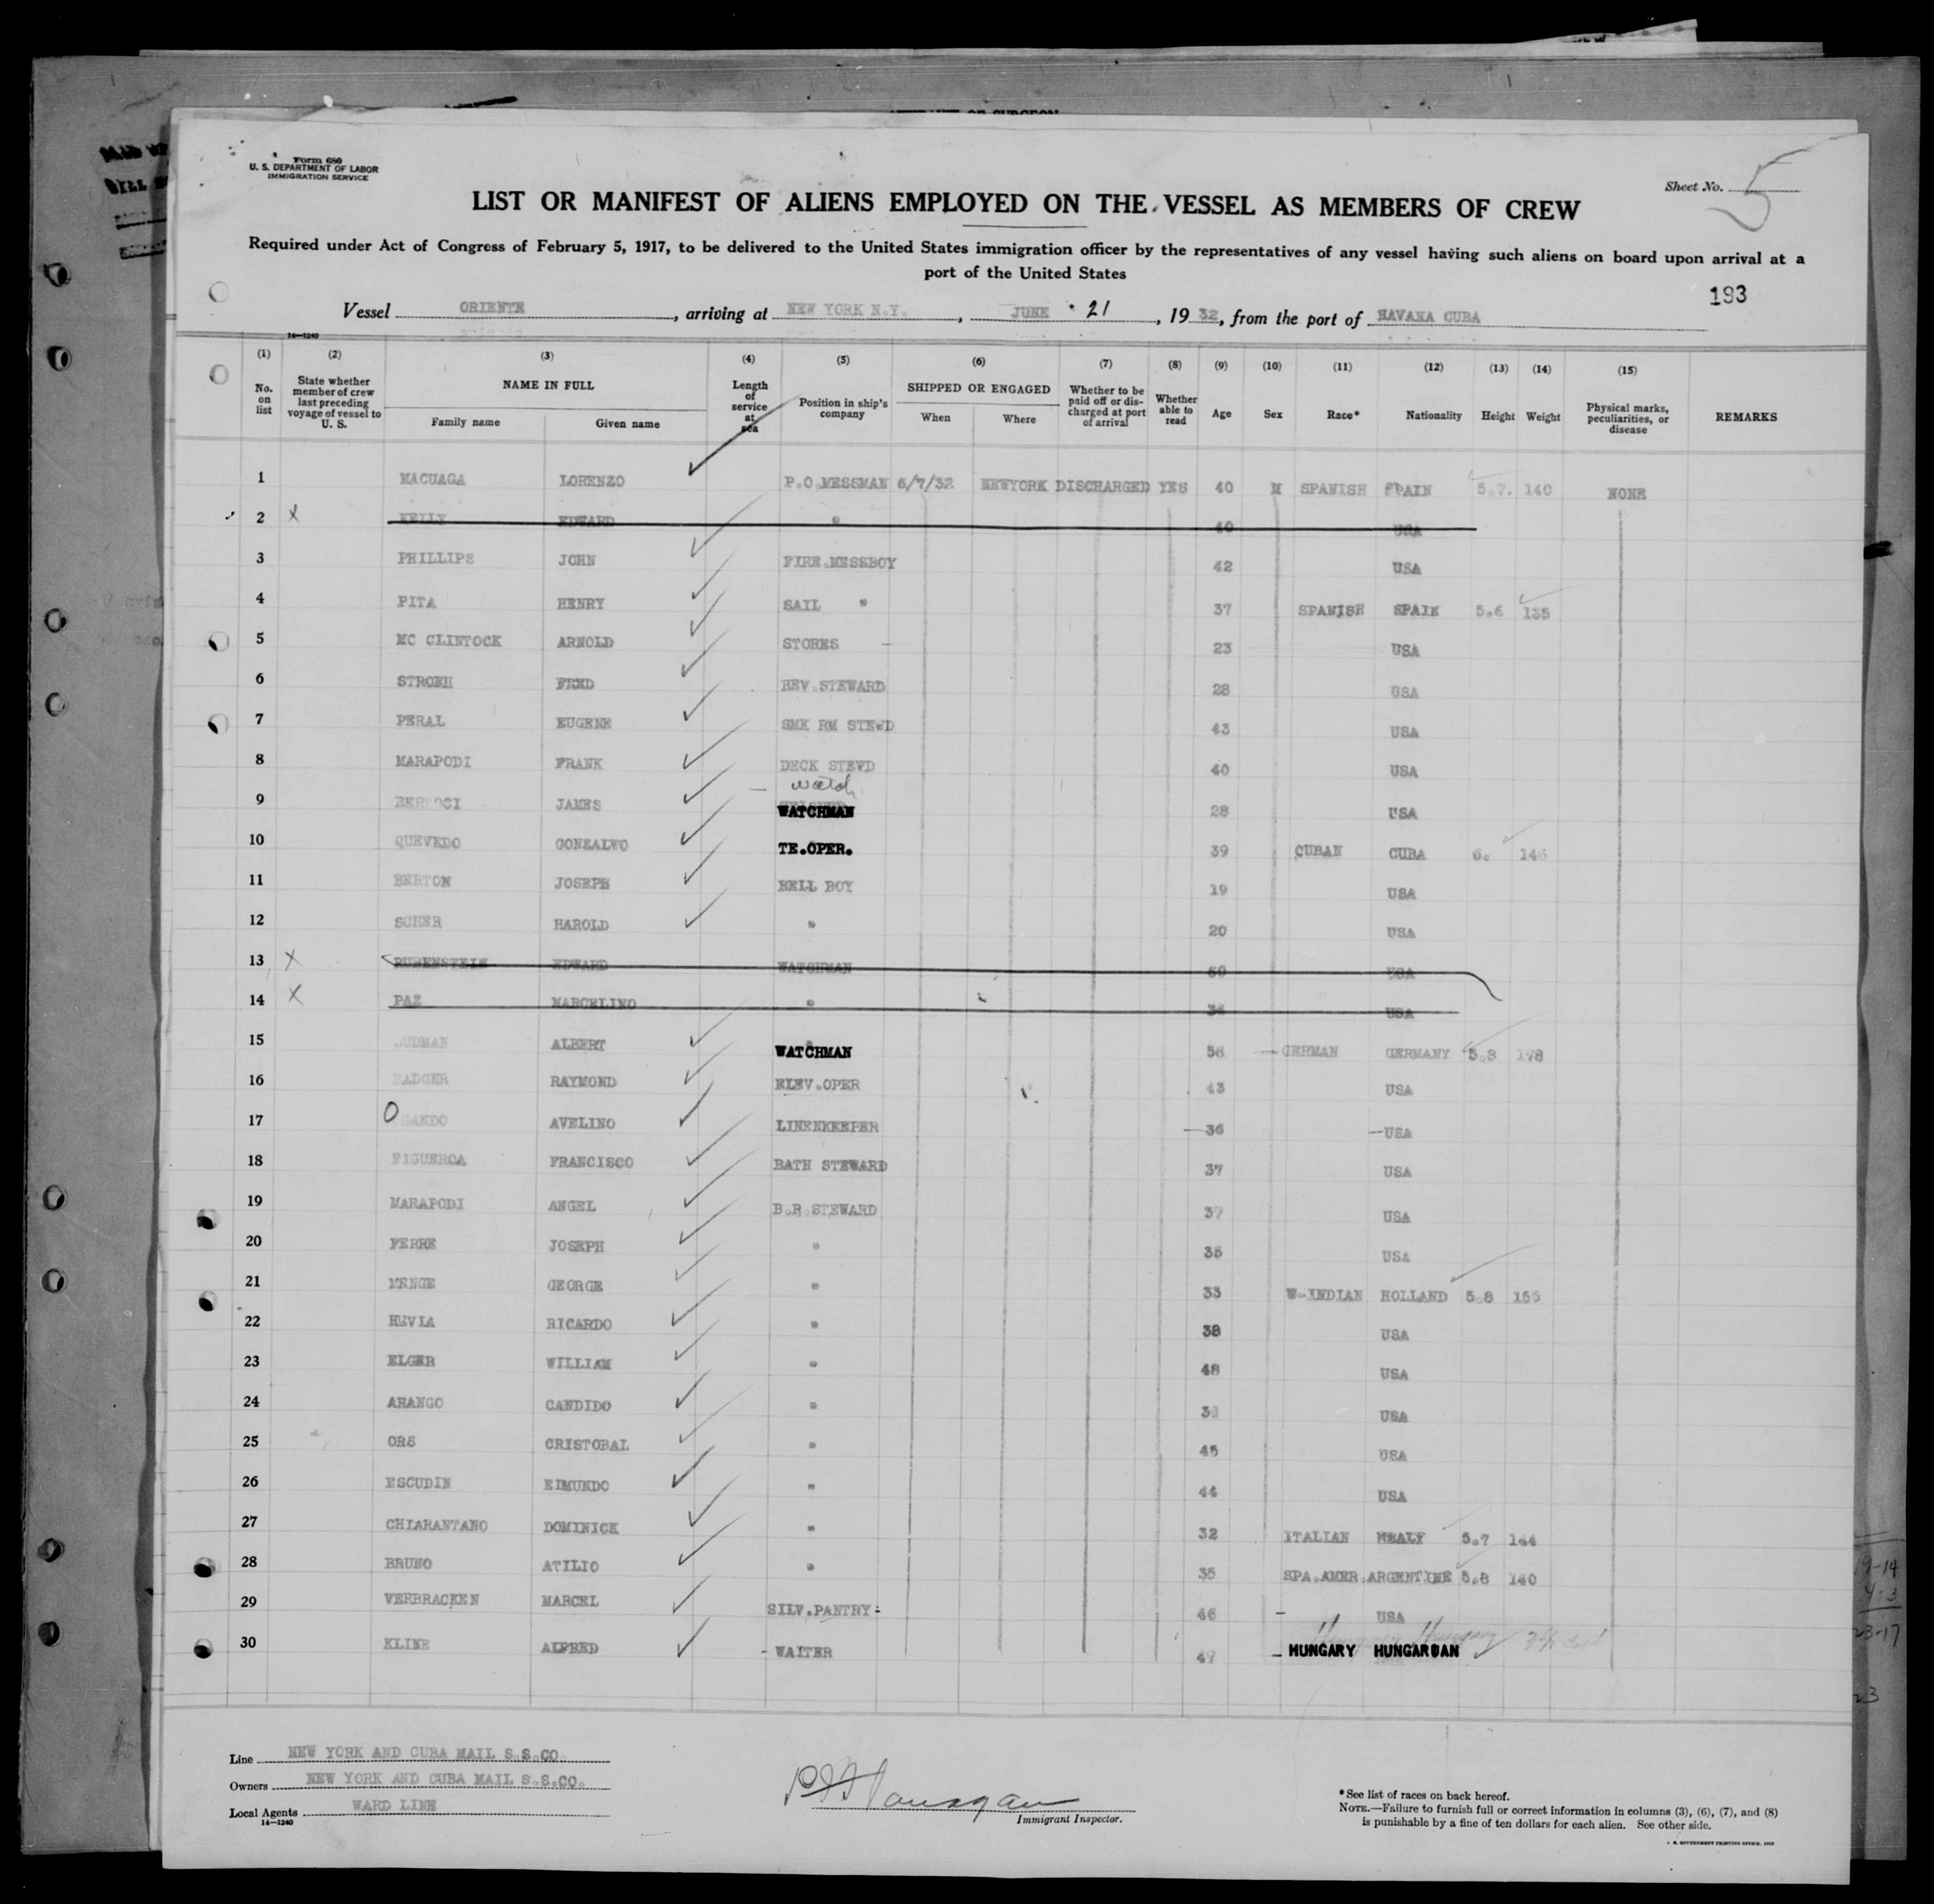 Form 680
U. S. DEPARTMENT OF LABOR
IMMIGRATION SERVICE
Sheet No. 5
LIST OR MANIFEST OF ALIENS EMPLOYED ON THE VESSEL AS MEMBERS OF CREW
Required under Act of Congress of February 5, 1917, to be delivered to the United States immigration officer by the representatives of any vessel having such aliens on board upon arrival at a
port of the United States
193
Vessel ORIENTE, arriving at NEW YORK N.Y., JUNE 21, 1932, from the port of HAVANA CUBA
14—1240
(1) (2) (3) (4) (5) (6) (7) (8) (9) (10) (11) (12) (13) (14) (15)
No. on list
State whether member of crew last preceding voyage of vessel to U. S.
NAME IN FULL
Family name Given name
Length of service at sea
Position in ship's company
SHIPPED OR ENGAGED
When Where
Whether to be paid off or discharged at port of arrival
Whether able to read
Age Sex Race* Nationality Height Weight
Physical marks, peculiarities, or disease
REMARKS
1 MACUAGA LORENZO P.O.MESSMAN 6/7/32 NEWYORK DISCHARGED YES 40 M SPANISH SPAIN 5.7. 140 NONE
2 X KELLY EDWARD " 40 USA
3 PHILLIPS JOHN FIRE.MESSBOY 42 USA
4 PITA HENRY SAIL " 37 SPANISH SPAIN 5.6 135
5 MC CLINTOCK ARNOLD STORES 23 USA
6 STROEH FRED BEV.STEWARD 28 USA
7 PERAL EUGENE SMK RM STEWD 43 USA
8 MARAPODI FRANK DECK STEWD 40 USA
watch
9 BERTOCI JAMES WATCHMAN 28 USA
10 QUEVEDO GONZALVO TE.OPER. 39 CUBAN CUBA 6. 145
11 BERTON JOSEPH BELL BOY 19 USA
12 SCHER HAROLD " 20 USA
13 X RUBENSTEIN EDWARD WATCHMAN USA
14 X PAZ MARCELINO " USA
15 ALBERT WATCHMAN 58 GERMAN GERMANY 5.8 178
16 BADGER RAYMOND ELEV.OPER 43 USA
17 OGANDO AVELINO LINENKEEPER 36 USA
18 FIGUEROA FRANCISCO BATH STEWARD 37 USA
19 MARAPODI ANGEL B.R.STEWARD 37 USA
20 FERRE JOSEPH " 35 USA
21 MENGE GEORGE " 33 W-INDIAN HOLLAND 5.8 155
22 HEVIA RICARDO " 38 USA
23 ELGER WILLIAM " 48 USA
24 ARANGO CANDIDO " USA
25 ORS CRISTOBAL " 45 USA
26 ESCUDIN EIMUNDO " 44 USA
27 CHIARANTANO DOMINICK " 32 ITALIAN 5.7 144
28 BRUNO ATILIO " 35 SPA.AMER.ARGENTINE 5.8 140
29 VERBRACKEN MARCEL SILV.PANTRY 46 - USA
30 KLINE ALFRED - WAITER 47 - HUNGARY HUNGARIAN
Line NEW YORK AND CUBA MAIL S.S.CO.
Owners NEW YORK AND CUBA MAIL S.S.CO.
Local Agents WARD LINE
14—1240
Immigrant Inspector.
*See list of races on back hereof.
NOTE.—Failure to furnish full or correct information in columns (3), (6), (7), and (8)
is punishable by a fine of ten dollars for each alien. See other side.